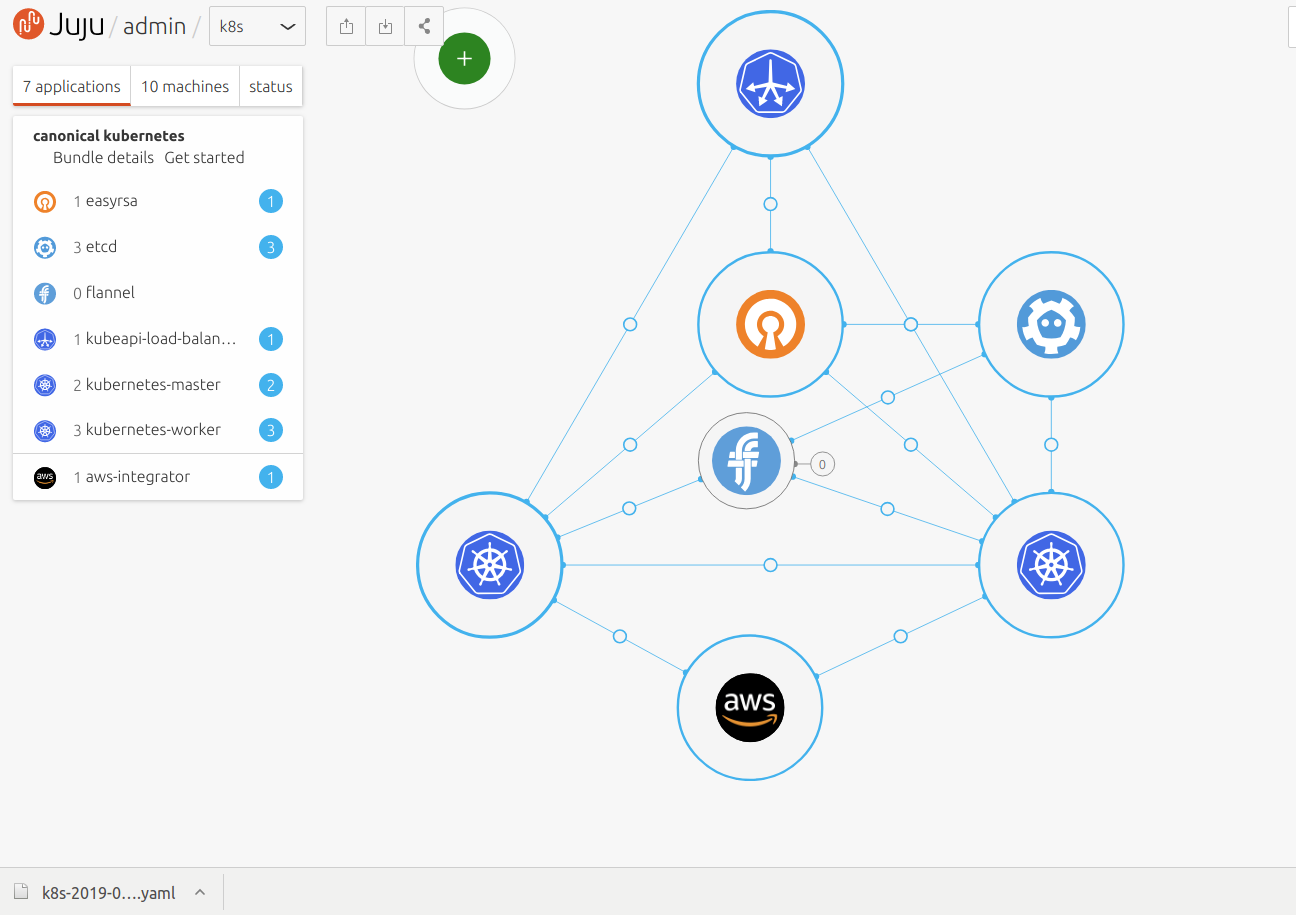 Juju / admin / k8s
+
7 applications 10 machines status
canonical kubernetes
Bundle details Get started
1 easyrsa 1
3 etcd 3
0 flannel
1 kubeapi-load-balan… 1
2 kubernetes-master 2
3 kubernetes-worker 3
aws 1 aws-integrator 1
0
aws
k8s-2019-0….yaml